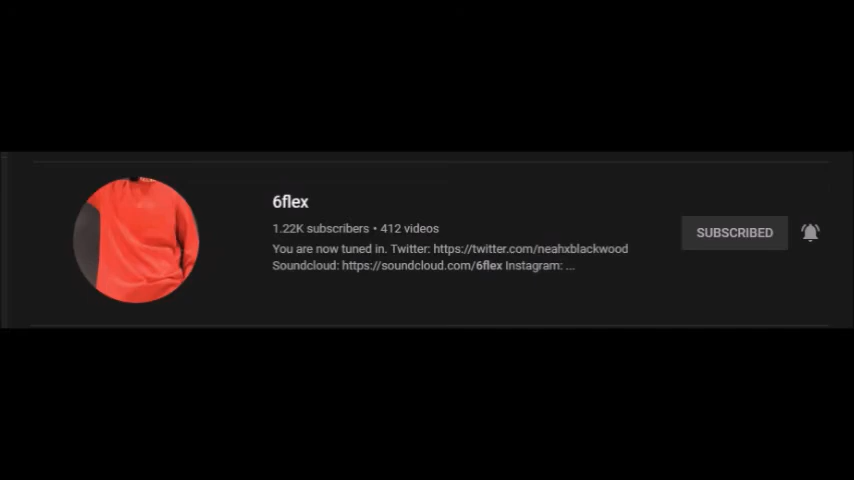 6flex
1.22K subscribers • 412 videos
You are now tuned in. Twitter: https://twitter.com/neahxblackwood
Soundcloud: https://soundcloud.com/6flex Instagram: ...
SUBSCRIBED